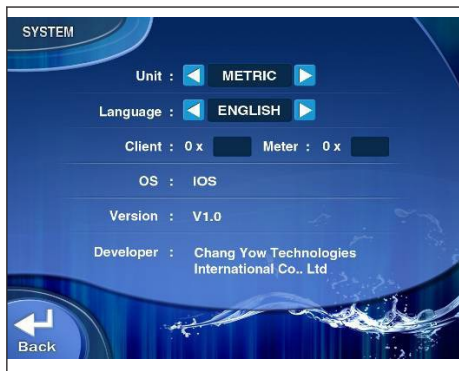 SYSTEM
Unit : METRIC
Language : ENGLISH
Client : 0 x Meter : 0 x
OS : IOS
Version : V1.0
Developer : Chang Yow Technologies
International Co.. Ltd
Back